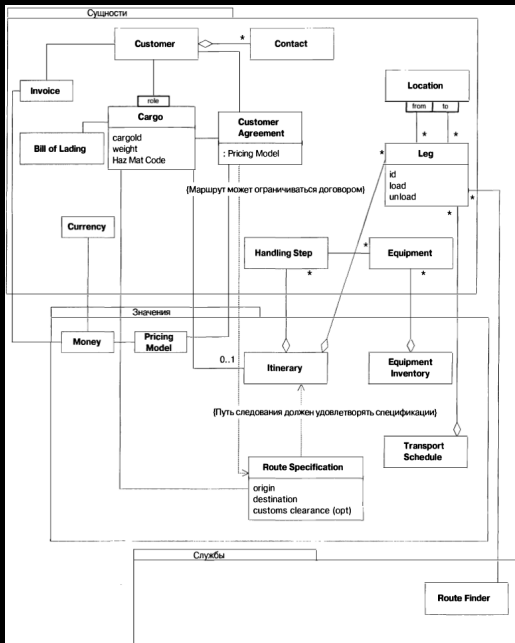 Сущности
Customer
*
Contact
Invoice
Location
role
from
to
Cargo
cargoId
weight
Haz Mat Code
Customer
Agreement
: Pricing Model
Bill of Lading
*
*
*
Leg
id
load
unload
*
*
{Маршрут может ограничиваться договором}
Currency
Handling Step
*
*
Equipment
*
Значения
Money
Pricing
Model
0..1
Itinerary
Equipment
Inventory
{Путь следования должен удовлетворять спецификации}
Transport
Schedule
Route Specification
origin
destination
customs clearance (opt)
Службы
Route Finder